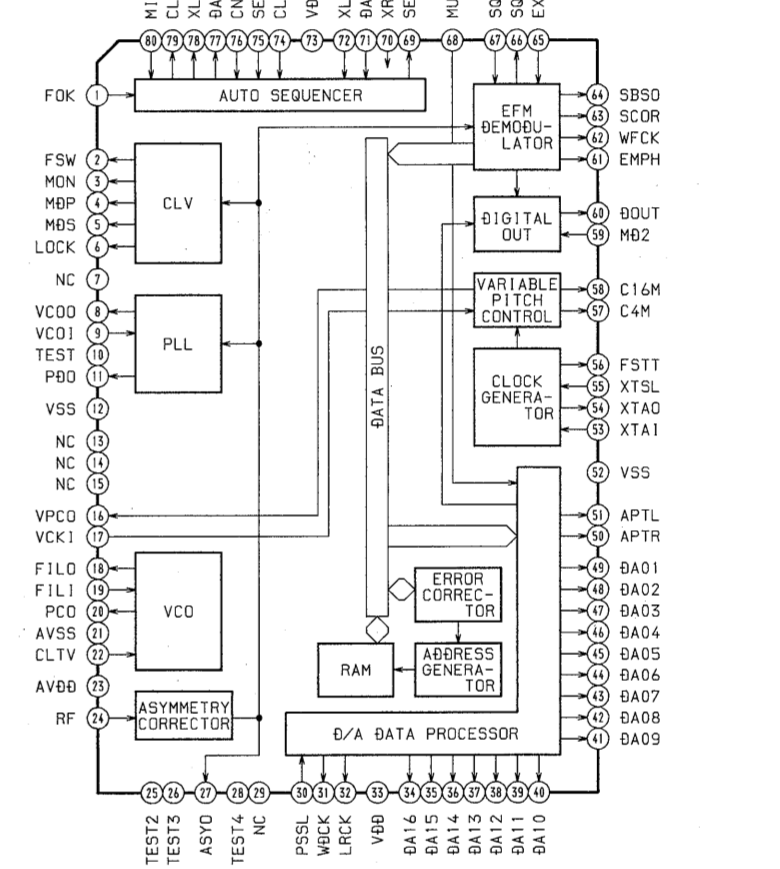 80 79 78 77 76 75 74 73 72 71 70 69 68 67 66 65
AUTO SEQUENCER
FOK 1
FSW 2
MON 3
MDP 4
MDS 5
LOCK 6
NC 7
VCOO 8
VCOI 9
TEST 10
PDO 11
VSS 12
NC 13
NC 14
NC 15
VPCO 16
VCKI 17
FILO 18
FILI 19
PCO 20
AVSS 21
CLTV 22
AVDD 23
RF 24
CLV
PLL
VCO
ASYMMETRY
CORRECTOR
DATA BUS
EFM
DEMODU-
LATOR
DIGITAL
OUT
VARIABLE
PITCH
CONTROL
CLOCK
GENERA-
TOR
ERROR
CORREC-
TOR
RAM
ADDRESS
GENERA-
TOR
D/A DATA PROCESSOR
64 SBSO
63 SCOR
62 WFCK
61 EMPH
60 DOUT
59 MD2
58 C16M
57 C4M
56 FSTT
55 XTSL
54 XTAO
53 XTAI
52 VSS
51 APTL
50 APTR
49 DA01
48 DA02
47 DA03
46 DA04
45 DA05
44 DA06
43 DA07
42 DA08
41 DA09
25 26 27 28 29 30 31 32 33 34 35 36 37 38 39 40
TEST2
TEST3
ASYO
TEST4
NC
PSSL
WDCK
LRCK
VDD
DA16
DA15
DA14
DA13
DA12
DA11
DA10